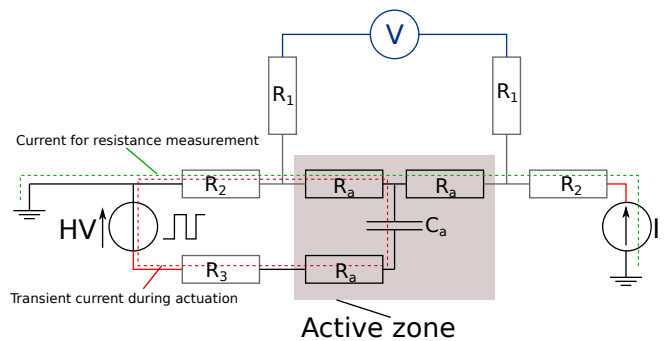 V
R1
R1
Current for resistance measurement
R2
Ra
Ra
R2
HV
Ca
I
R3
Ra
Transient current during actuation
Active zone